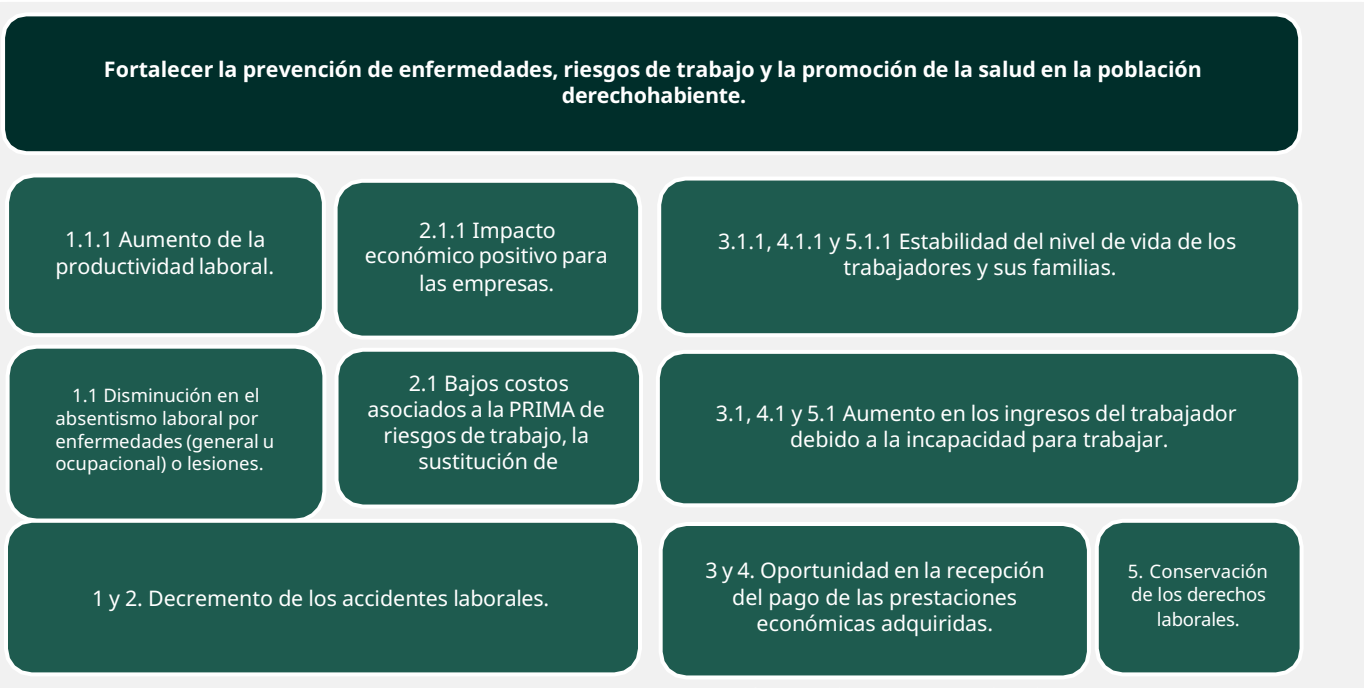 Fortalecer la prevención de enfermedades, riesgos de trabajo y la promoción de la salud en la población
derechohabiente.
1.1.1 Aumento de la
productividad laboral.
2.1.1 Impacto
económico positivo para
las empresas.
3.1.1, 4.1.1 y 5.1.1 Estabilidad del nivel de vida de los
trabajadores y sus familias.
1.1 Disminución en el
absentismo laboral por
enfermedades (general u
ocupacional) o lesiones.
2.1 Bajos costos
asociados a la PRIMA de
riesgos de trabajo, la
sustitución de
3.1, 4.1 y 5.1 Aumento en los ingresos del trabajador
debido a la incapacidad para trabajar.
1 y 2. Decremento de los accidentes laborales.
3 y 4. Oportunidad en la recepción
del pago de las prestaciones
económicas adquiridas.
5. Conservación
de los derechos
laborales.